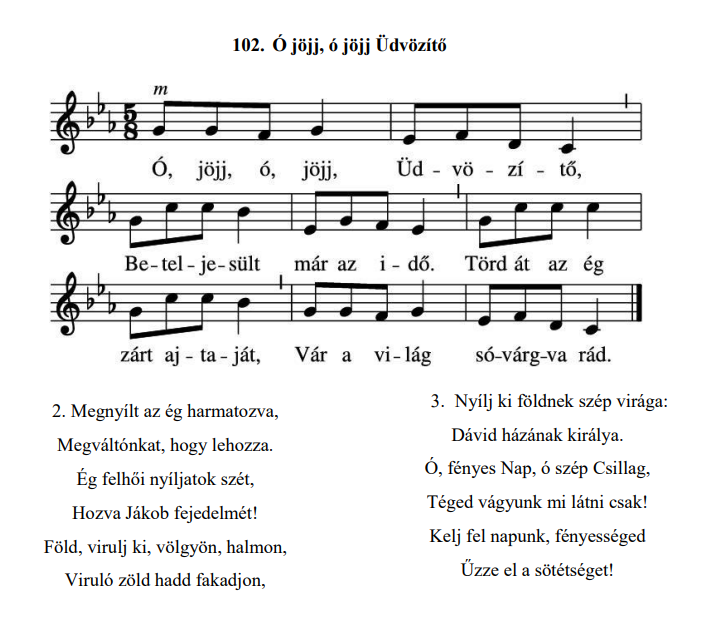 102. Ó jöjj, ó jöjj Üdvözítő
m
5
8
Ó, jöjj, ó, jöjj, Üd - vö - zí - tő,
Be - tel - je - sült már az i - dő. Törd át az ég
zárt aj - ta - ját, Vár a vi - lág só - várg - va rád.
2. Megnyílt az ég harmatozva,
Megváltónkat, hogy lehozza.
Ég felhői nyíljatok szét,
Hozva Jákob fejedelmét!
Föld, virulj ki, völgyön, halmon,
Viruló zöld hadd fakadjon,
3. Nyílj ki földnek szép virága:
Dávid házának királya.
Ó, fényes Nap, ó szép Csillag,
Téged vágyunk mi látni csak!
Kelj fel napunk, fényességed
Űzze el a sötétséget!